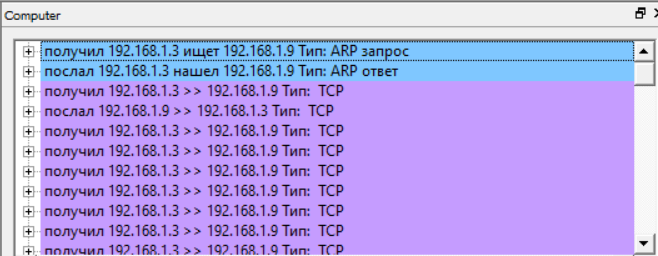 Computer
получил 192.168.1.3 ищет 192.168.1.9 Тип: ARP запрос
послал 192.168.1.3 нашел 192.168.1.9 Тип: ARP ответ
получил 192.168.1.3 >> 192.168.1.9 Тип:  TCP
послал 192.168.1.9 >> 192.168.1.3 Тип:  TCP
получил 192.168.1.3 >> 192.168.1.9 Тип:  TCP
получил 192.168.1.3 >> 192.168.1.9 Тип:  TCP
получил 192.168.1.3 >> 192.168.1.9 Тип:  TCP
получил 192.168.1.3 >> 192.168.1.9 Тип:  TCP
получил 192.168.1.3 >> 192.168.1.9 Тип:  TCP
получил 192.168.1.3 >> 192.168.1.9 Тип:  TCP
получил 192.168.1.3 >> 192.168.1.9 Тип:  TCP